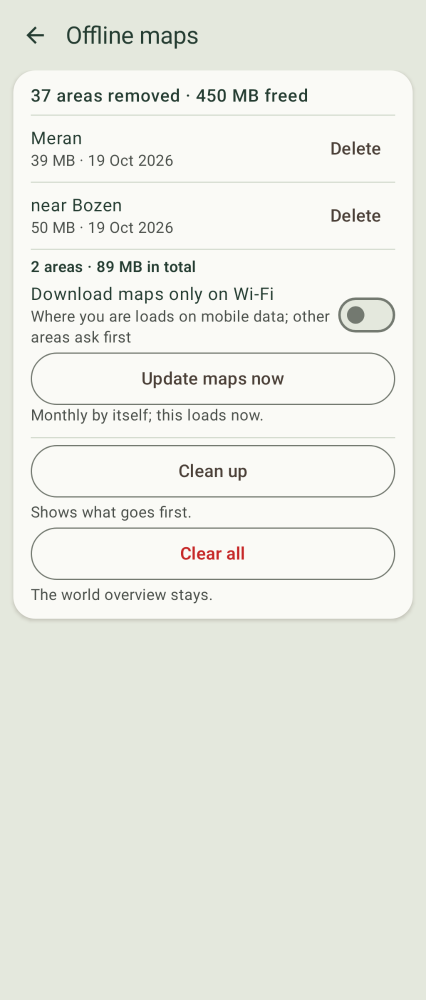 Offline maps
37 areas removed · 450 MB freed
Meran
39 MB · 19 Oct 2026
Delete
near Bozen
50 MB · 19 Oct 2026
Delete
2 areas · 89 MB in total
Download maps only on Wi-Fi
Where you are loads on mobile data; other
areas ask first
Update maps now
Monthly by itself; this loads now.
Clean up
Shows what goes first.
Clear all
The world overview stays.